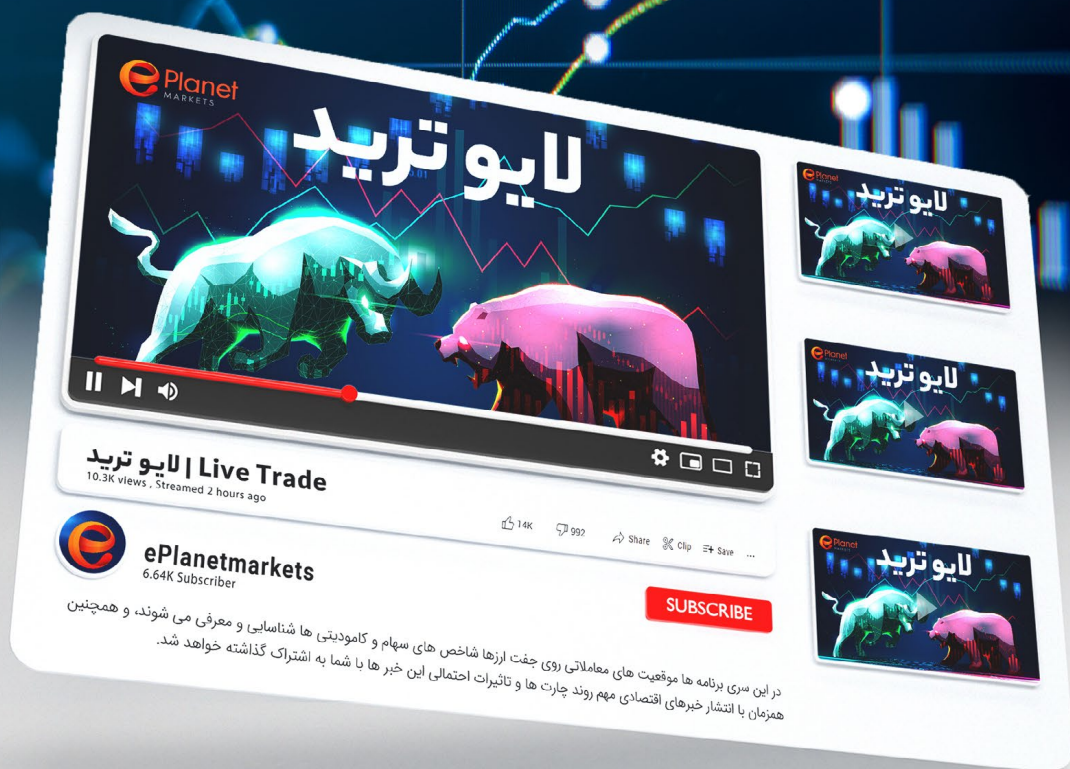 Planet
MARKETS
لایو ترید
لایو ترید | Live Trade
10.3K views . Streamed 2 hours ago
14K
992
Share
Clip
Save
...
ePlanetmarkets
6.64K Subscriber
SUBSCRIBE
در این سری برنامه ها موقعیت های معاملاتی روی جفت ارزها شاخص های سهام و کامودیتی ها شناسایی و معرفی می شوند، و همچنین
همزمان با انتشار خبرهای اقتصادی مهم روند چارت ها و تاثیرات احتمالی این خبر ها با شما به اشتراک گذاشته خواهد شد.
Planet
لایو ترید
Planet
لایو ترید
Planet
لایو ترید